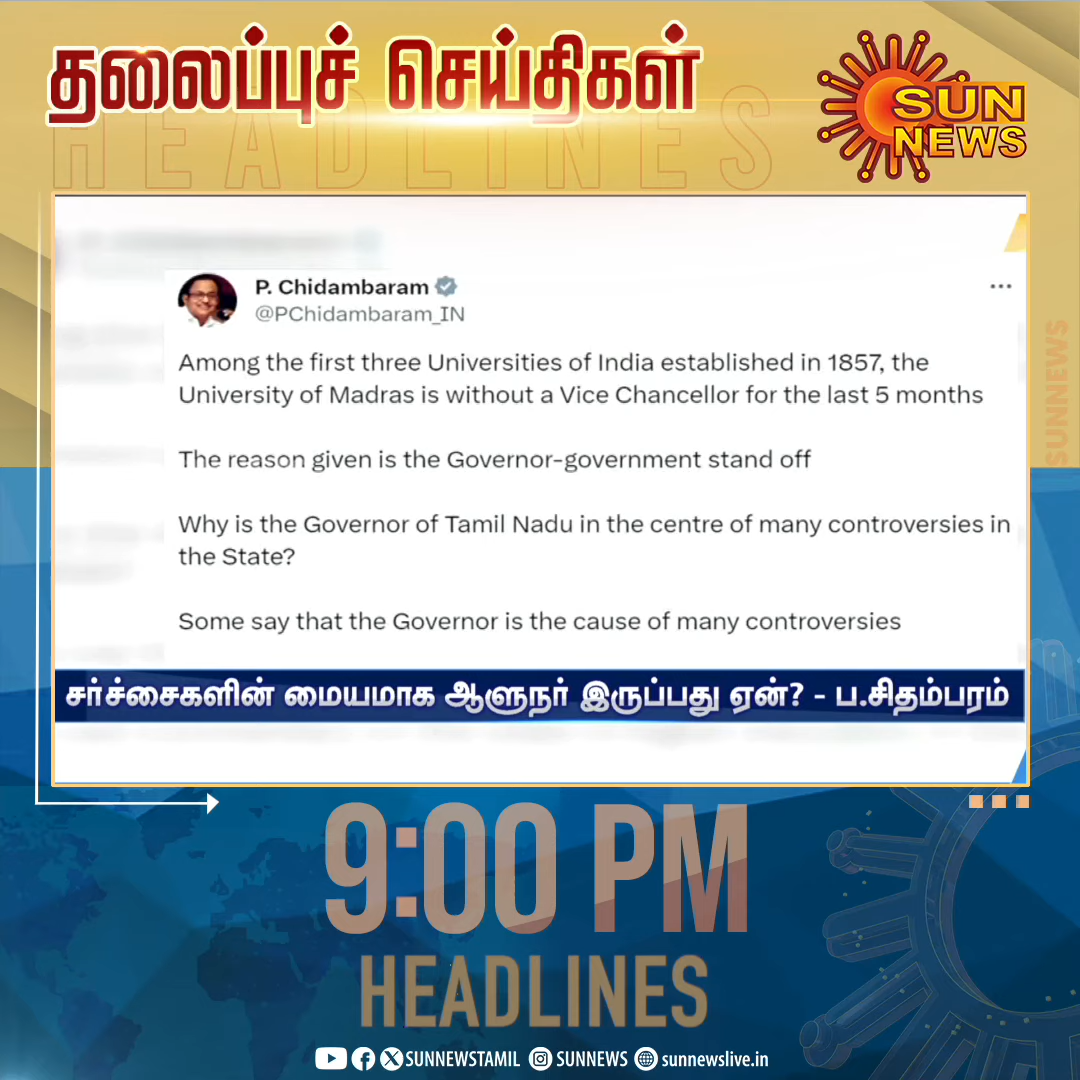 தலைப்புச் செய்திகள்
HEADLINES
SUN
NEWS
P. Chidambaram
@PChidambaram_IN
Among the first three Universities of India established in 1857, the
University of Madras is without a Vice Chancellor for the last 5 months
The reason given is the Governor-government stand off
Why is the Governor of Tamil Nadu in the centre of many controversies in
the State?
Some say that the Governor is the cause of many controversies
சர்ச்சைகளின் மையமாக ஆளுநர் இருப்பது ஏன்? - ப.சிதம்பரம்
SUNNEWS
9:00 PM
HEADLINES
SUNNEWSTAMIL SUNNEWS sunnewslive.in